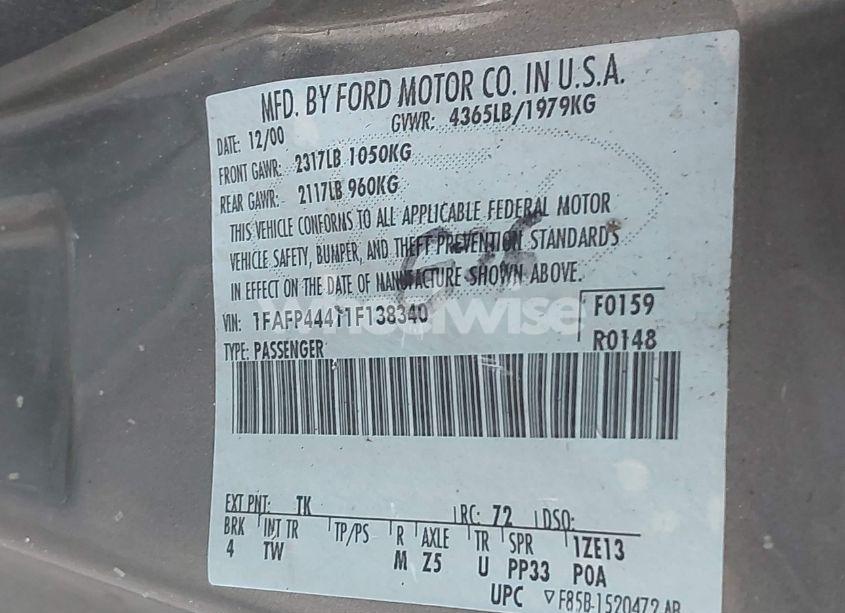 MFD. BY FORD MOTOR CO. IN U.S.A.
DATE: 12/00 GVWR: 4365LB/1979KG
FRONT GAWR: 2317LB 1050KG
REAR GAWR: 2117LB 960KG
THIS VEHICLE CONFORMS TO ALL APPLICABLE FEDERAL MOTOR
VEHICLE SAFETY, BUMPER, AND THEFT PREVENTION STANDARDS
IN EFFECT ON THE DATE OF MANUFACTURE SHOWN ABOVE.
VIN: 1FAFP44411F138340 F0159
TYPE: PASSENGER R0148
Wheelwise
EXT PNT: TK RC: 72 DSO:
BRK INT TR TP/PS R AXLE TR SPR 1ZE13
4 TW M Z5 U PP33 POA
UPC ▽F85B-1520472 AB